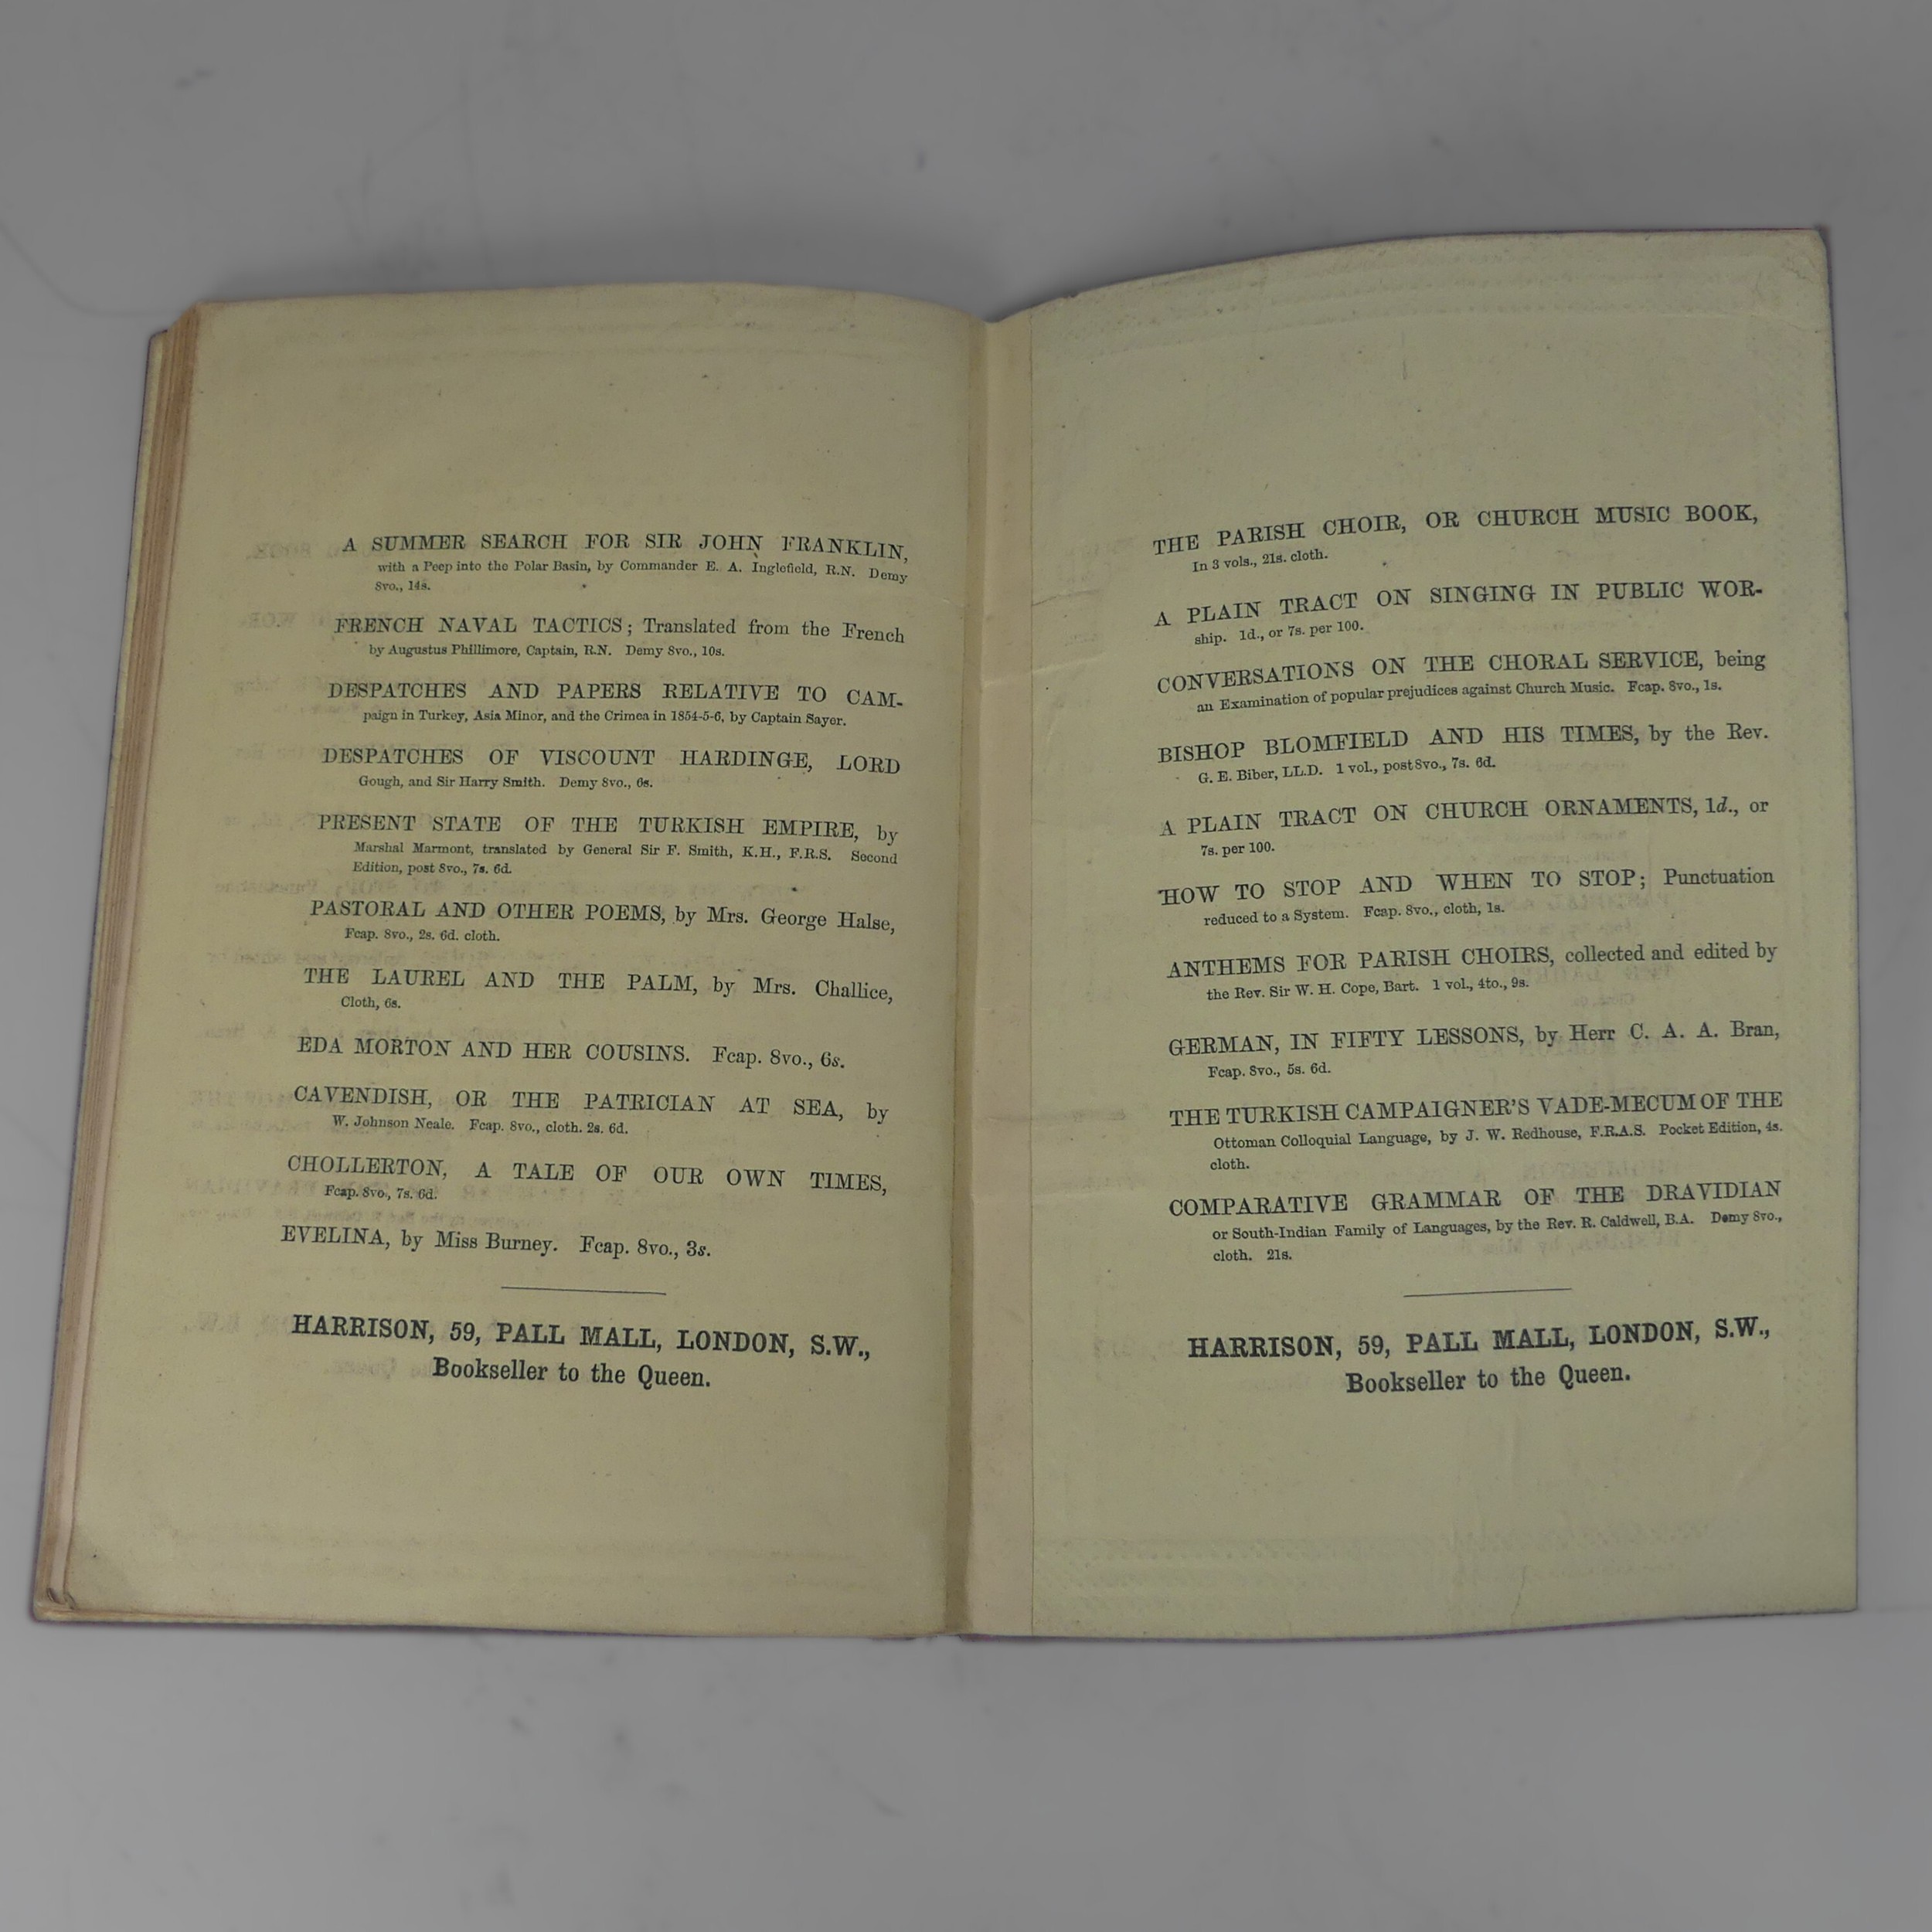 A SUMMER SEARCH FOR SIR JOHN FRANKLIN,
with a Peep into the Polar Basin, by Commander E. A. Inglefield, R.N. Demy
8vo., 14s.
FRENCH NAVAL TACTICS; Translated from the French
by Augustus Phillimore, Captain, R.N. Demy 8vo., 10s.
DESPATCHES AND PAPERS RELATIVE TO CAM-
paign in Turkey, Asia Minor, and the Crimea in 1854-5-6, by Captain Sayer.
DESPATCHES OF VISCOUNT HARDINGE, LORD
Gough, and Sir Harry Smith. Demy 8vo., 6s.
PRESENT STATE OF THE TURKISH EMPIRE, by
Marshal Marmont, translated by General Sir F. Smith, K.H., F.R.S. Second
Edition, post 8vo., 7s. 6d.
PASTORAL AND OTHER POEMS, by Mrs. George Halse,
Fcap. 8vo., 2s. 6d. cloth.
THE LAUREL AND THE PALM, by Mrs. Challice,
Cloth, 6s.
EDA MORTON AND HER COUSINS. Fcap. 8vo., 6s.
CAVENDISH, OR THE PATRICIAN AT SEA, by
W. Johnson Neale. Fcap. 8vo., cloth. 2s. 6d.
CHOLLERTON, A TALE OF OUR OWN TIMES,
Fcap. 8vo., 7s. 6d.
EVELINA, by Miss Burney. Fcap. 8vo., 3s.
HARRISON, 59, PALL MALL, LONDON, S.W.,
Bookseller to the Queen.
THE PARISH CHOIR, OR CHURCH MUSIC BOOK,
In 3 vols., 21s. cloth.
A PLAIN TRACT ON SINGING IN PUBLIC WOR-
ship. 1d., or 7s. per 100.
CONVERSATIONS ON THE CHORAL SERVICE, being
an Examination of popular prejudices against Church Music. Fcap. 8vo., 1s.
BISHOP BLOMFIELD AND HIS TIMES, by the Rev.
G. E. Biber, LL.D. 1 vol., post 8vo., 7s. 6d.
A PLAIN TRACT ON CHURCH ORNAMENTS, 1d., or
7s. per 100.
HOW TO STOP AND WHEN TO STOP; Punctuation
reduced to a System. Fcap. 8vo., cloth, 1s.
ANTHEMS FOR PARISH CHOIRS, collected and edited by
the Rev. Sir W. H. Cope, Bart. 1 vol., 4to., 9s.
GERMAN, IN FIFTY LESSONS, by Herr C. A. A. Bran,
Fcap. 8vo., 5s. 6d.
THE TURKISH CAMPAIGNER'S VADE-MECUM OF THE
Ottoman Colloquial Language, by J. W. Redhouse, F.R.A.S. Pocket Edition, 4s.
cloth.
COMPARATIVE GRAMMAR OF THE DRAVIDIAN
or South-Indian Family of Languages, by the Rev. R. Caldwell, B.A. Demy 8vo.,
cloth. 21s.
HARRISON, 59, PALL MALL, LONDON, S.W.,
Bookseller to the Queen.